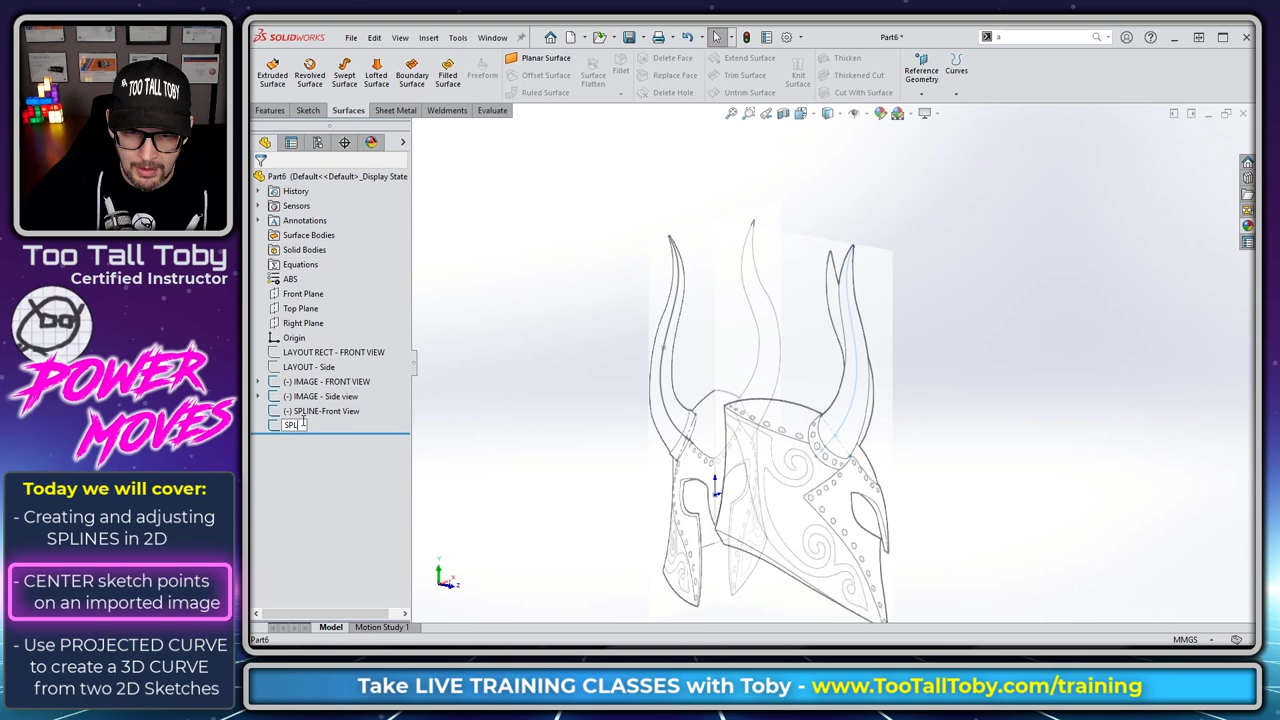 SOLIDWORKS
File Edit View Insert Tools Window
Part6 *
a
Extruded Surface
Revolved Surface
Swept Surface
Lofted Surface
Boundary Surface
Filled Surface
Freeform
Planar Surface
Offset Surface
Ruled Surface
Surface Flatten
Fillet
Delete Face
Replace Face
Delete Hole
Extend Surface
Trim Surface
Untrim Surface
Knit Surface
Thicken
Thickened Cut
Cut With Surface
Reference Geometry
Curves
Features Sketch Surfaces Sheet Metal Weldments Evaluate
Part6 (Default<<Default>_Display State
History
Sensors
Annotations
Surface Bodies
Solid Bodies
Equations
ABS
Front Plane
Top Plane
Right Plane
Origin
LAYOUT RECT - FRONT VIEW
LAYOUT - Side
(-) IMAGE - FRONT VIEW
(-) IMAGE - Side view
(-) SPLINE-Front View
SPL
Y
X
Z
Model Motion Study 1
Part6
MMGS
TOO TALL TOBY
Too Tall Toby
Certified Instructor
POWER
MOVES
Today we will cover:
- Creating and adjusting
SPLINES in 2D
- CENTER sketch points
on an imported image
- Use PROJECTED CURVE
to create a 3D CURVE
from two 2D Sketches
Take LIVE TRAINING CLASSES with Toby - www.TooTallToby.com/training